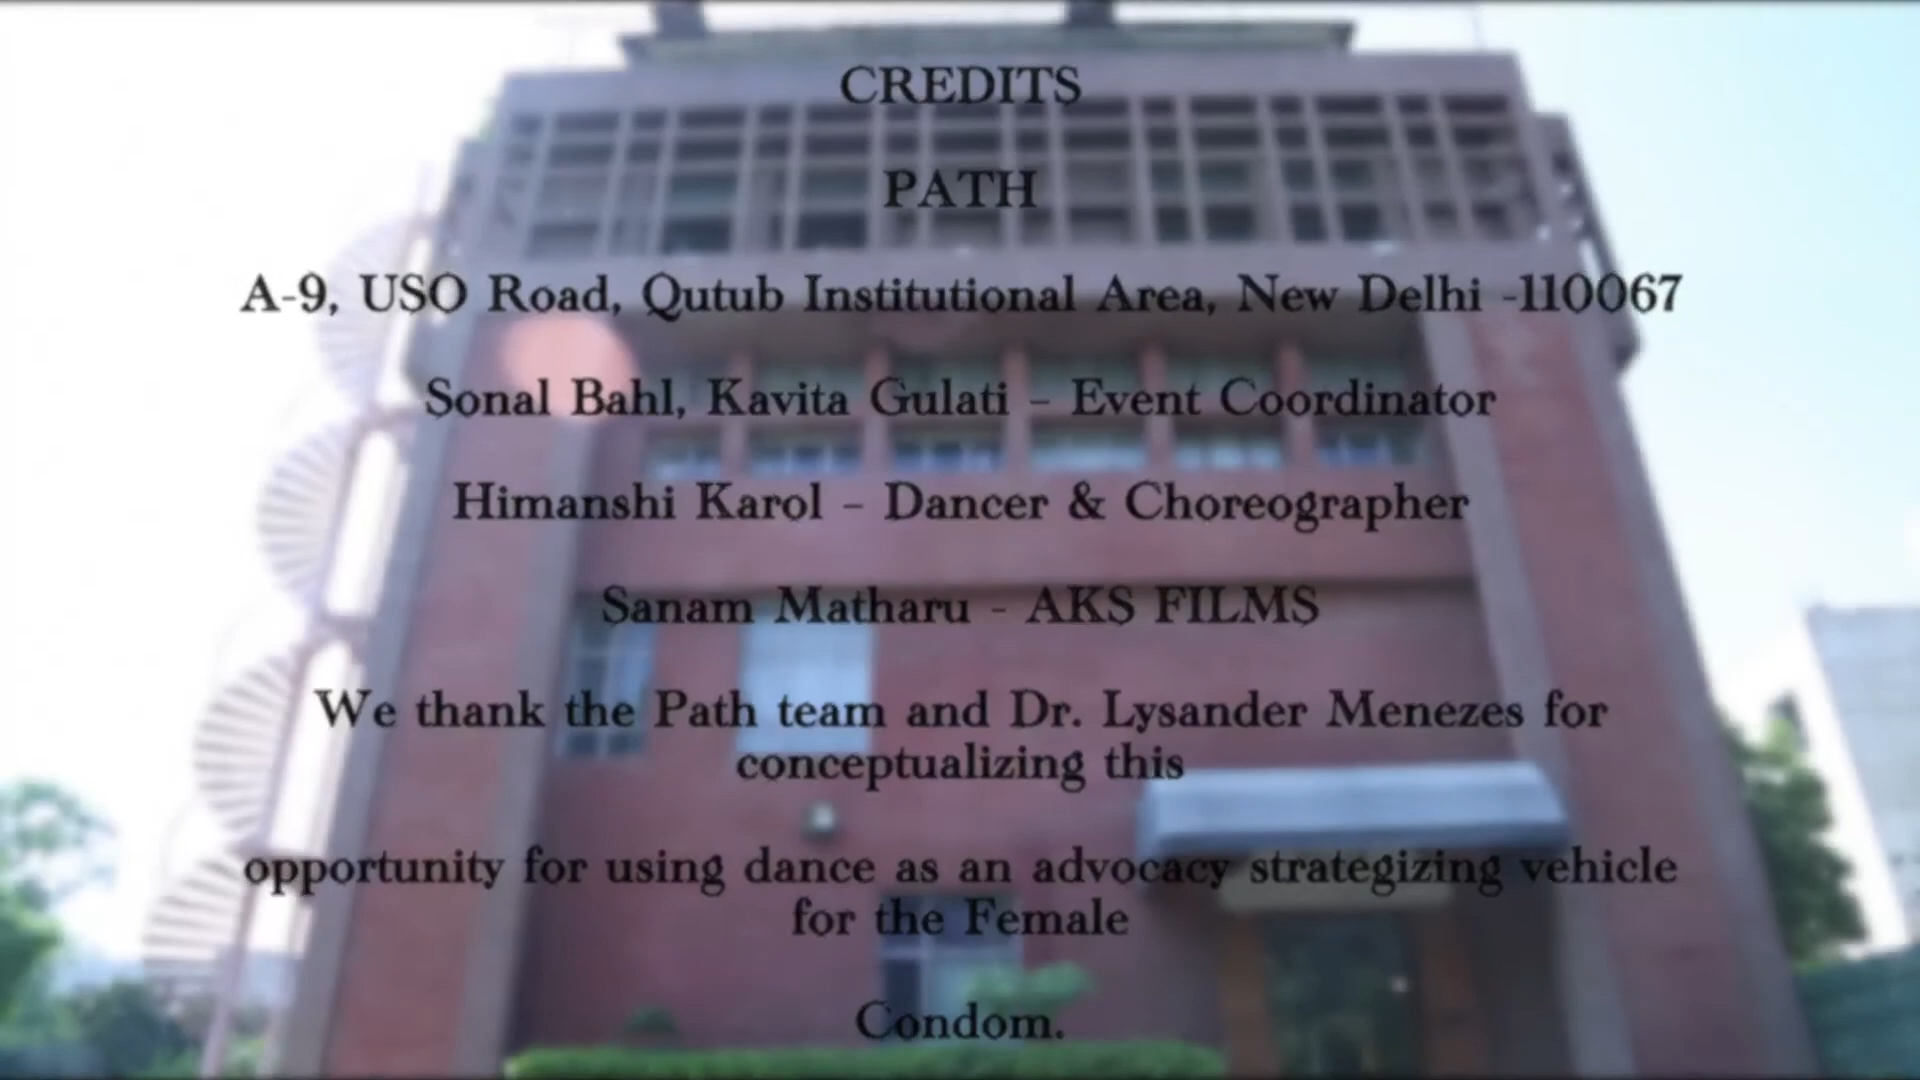 CREDITS
PATH
A-9, USO Road, Qutub Institutional Area, New Delhi -110067
Sonal Bahl, Kavita Gulati – Event Coordinator
Himanshi Karol – Dancer & Choreographer
Sanam Matharu - AKS FILMS
We thank the Path team and Dr. Lysander Menezes for
conceptualizing this
opportunity for using dance as an advocacy strategizing vehicle
for the Female
Condom.